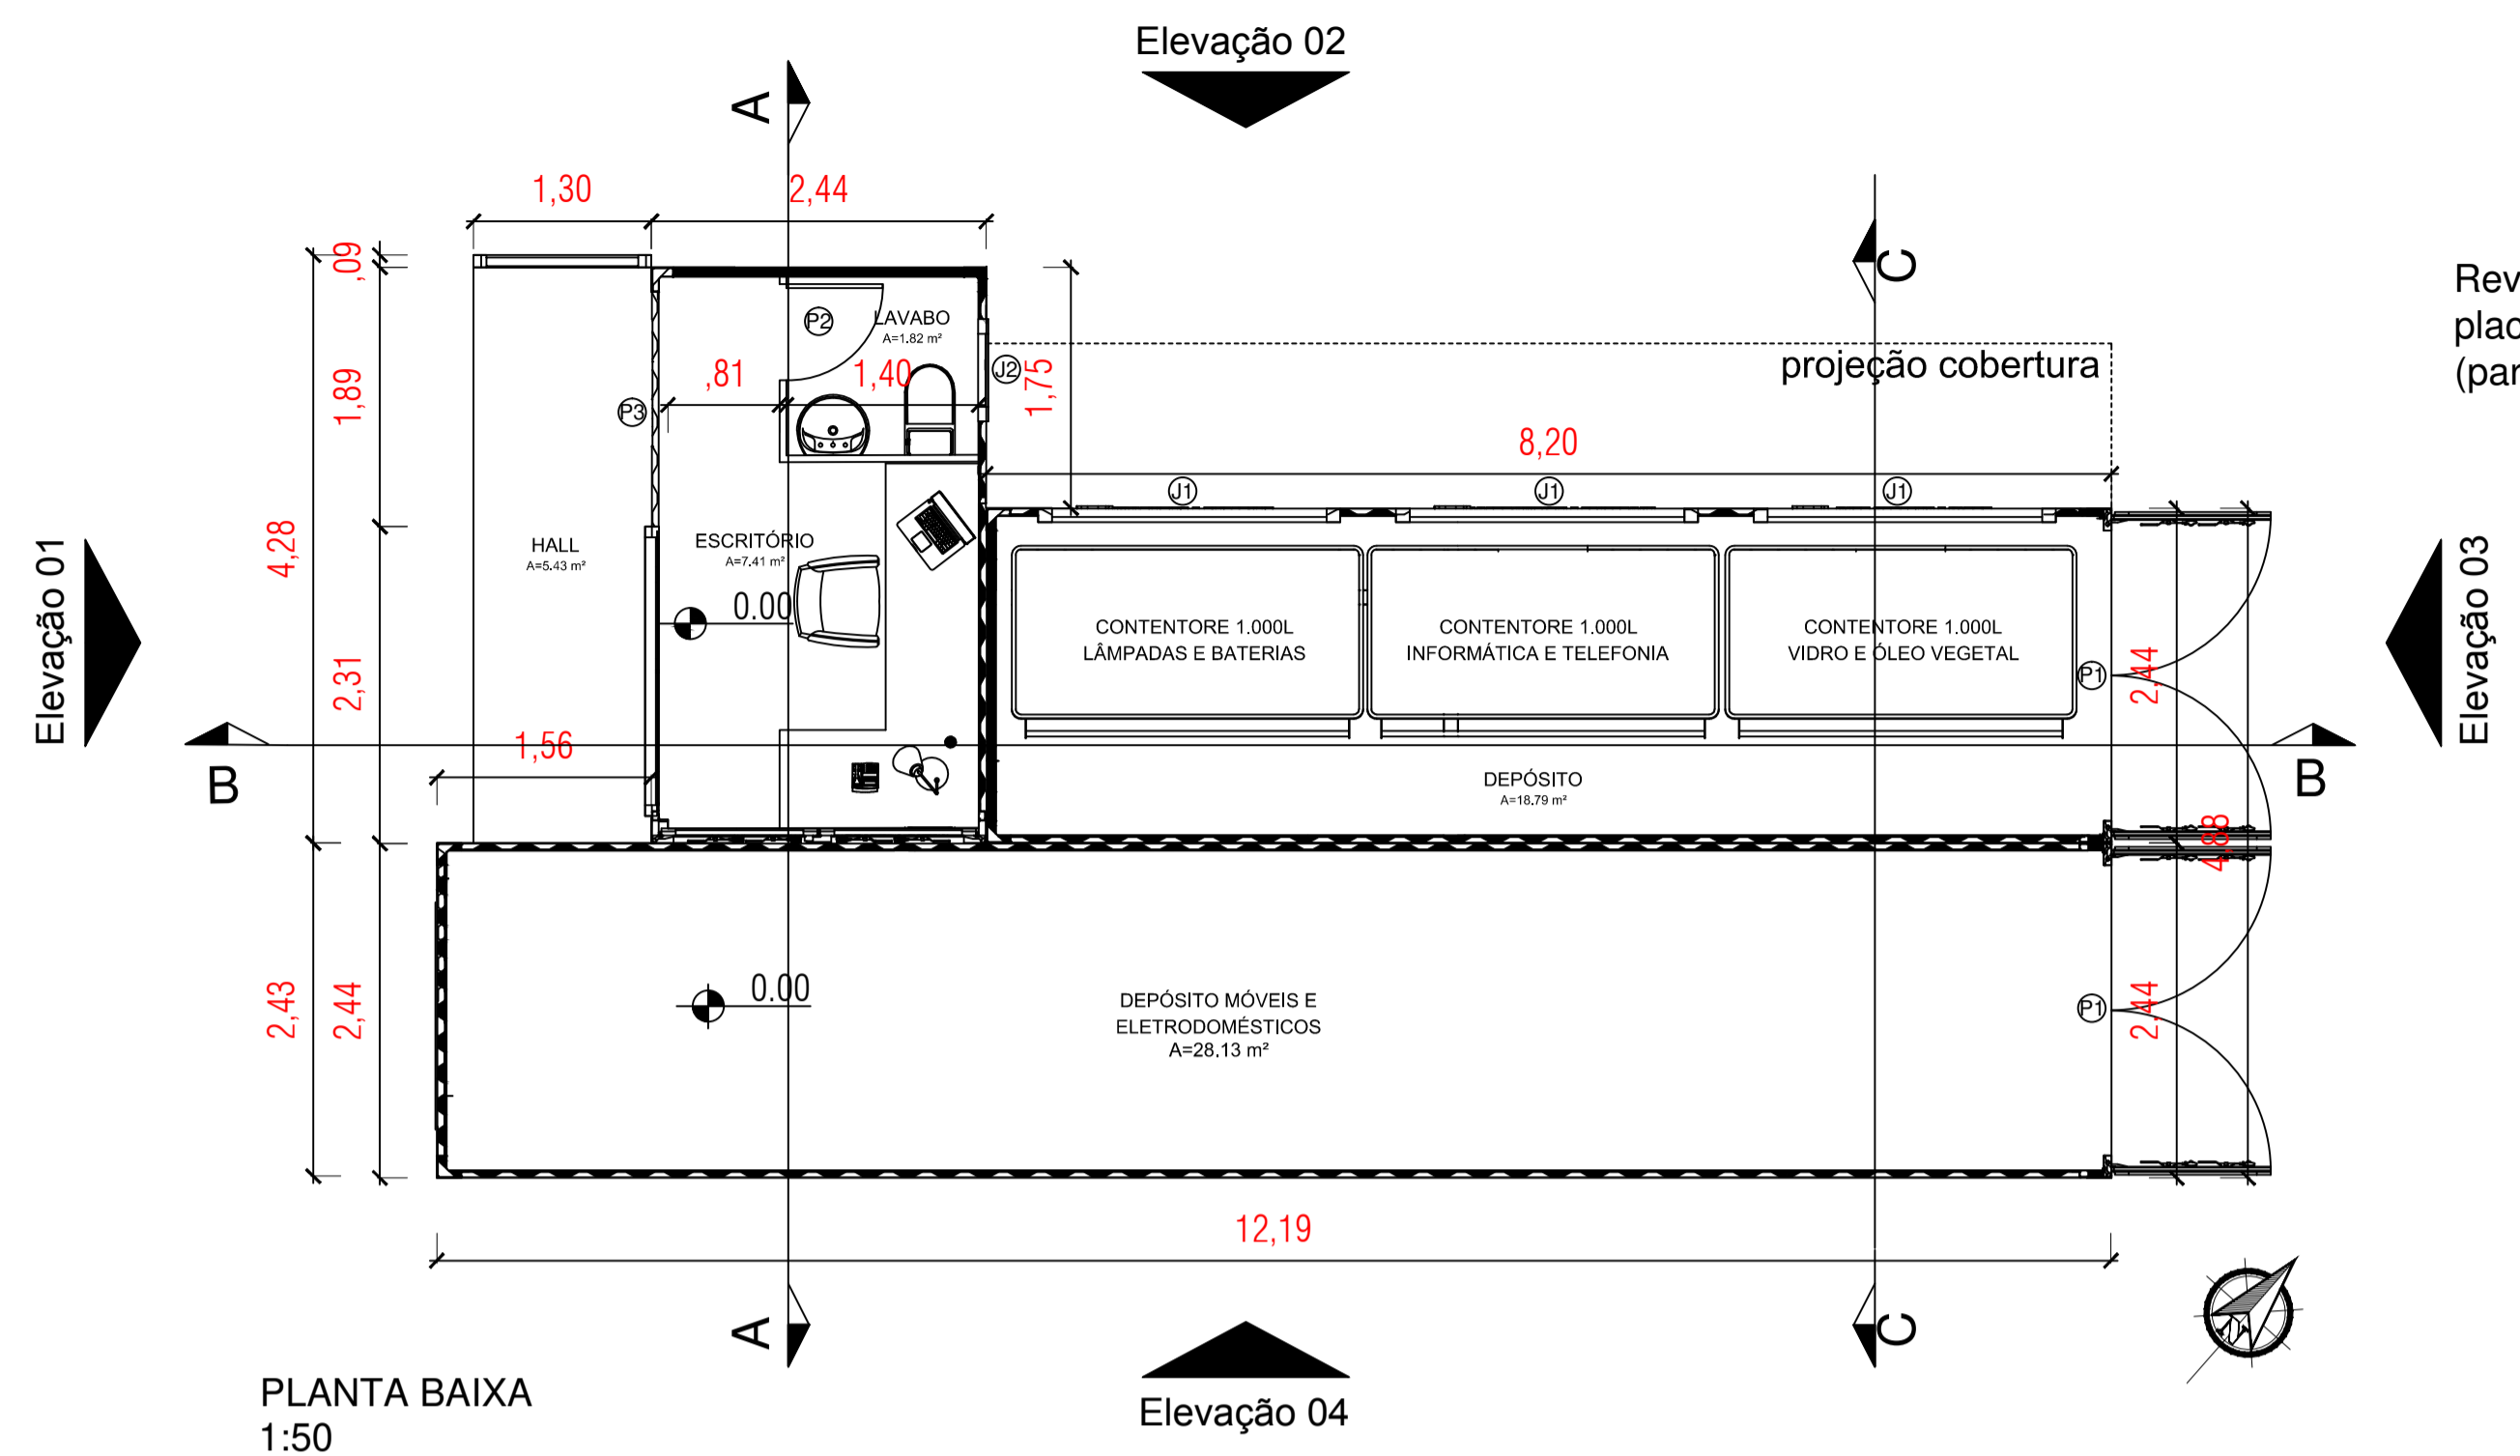 Elevação 02
A
1,30
2,44
C
,09
Rev
plac
(par
P2
LAVABO
A=1.82 m²
projeção cobertura
J2
,81
1,40
1,75
1,89
P3
8,20
J1
J1
J1
4,28
HALL
A=5.43 m²
ESCRITÓRIO
A=7.41 m²
0.00
Elevação 01
Elevação 03
CONTENTORE 1.000L
LÂMPADAS E BATERIAS
CONTENTORE 1.000L
INFORMÁTICA E TELEFONIA
CONTENTORE 1.000L
VIDRO E ÓLEO VEGETAL
P1
2,44
2,31
1,56
B
B
DEPÓSITO
A=18.79 m²
4,88
2,43
2,44
0.00
DEPÓSITO MÓVEIS E
ELETRODOMÉSTICOS
A=28.13 m²
P1
2,44
12,19
A
C
N
Elevação 04
PLANTA BAIXA
1:50